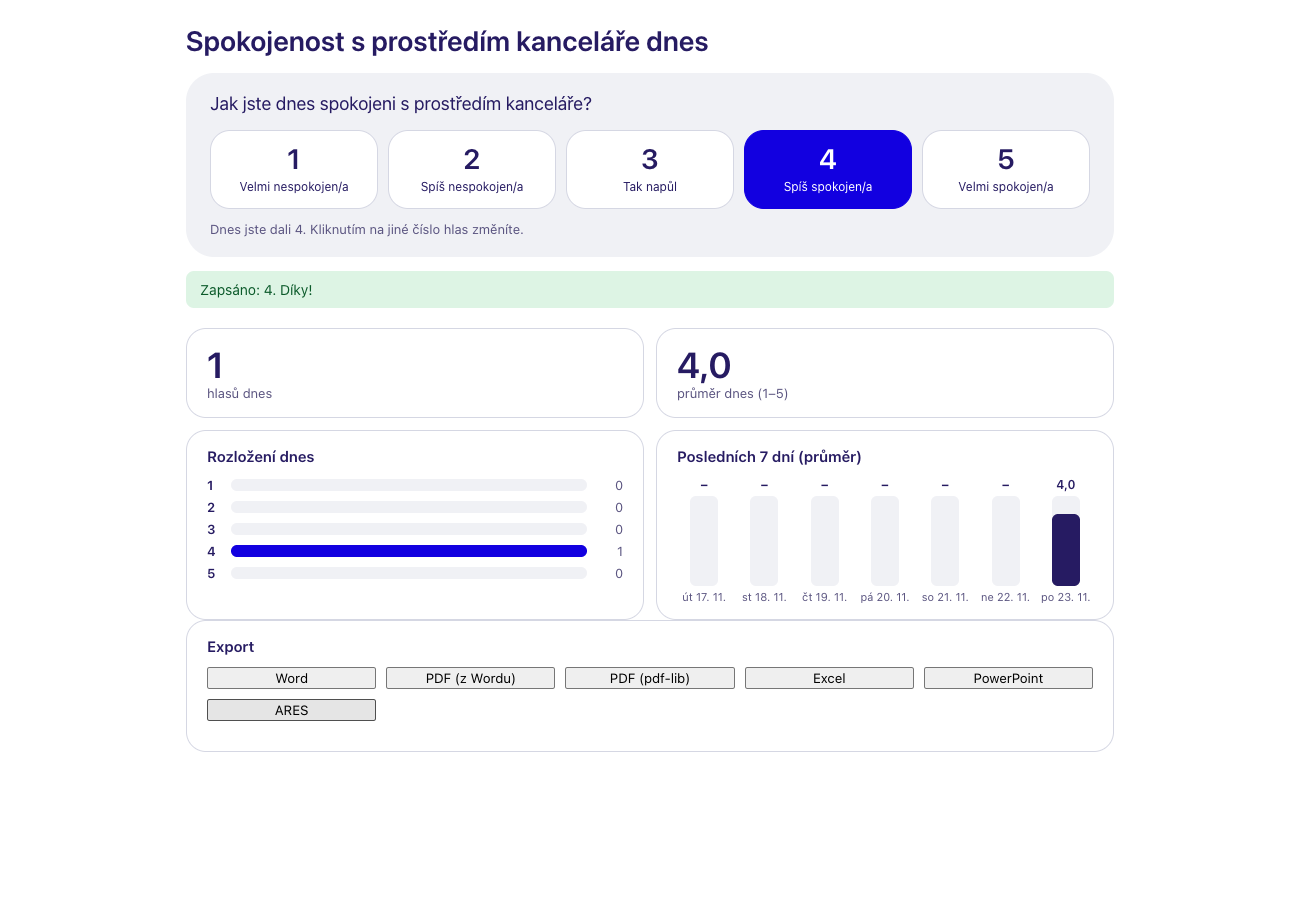 Spokojenost s prostředím kanceláře dnes
Jak jste dnes spokojeni s prostředím kanceláře?
1
Velmi nespokojen/a
2
Spíš nespokojen/a
3
Tak napůl
4
Spíš spokojen/a
5
Velmi spokojen/a
Dnes jste dali 4. Kliknutím na jiné číslo hlas změníte.
Zapsáno: 4. Díky!
1
hlasů dnes
4,0
průměr dnes (1–5)
Rozložení dnes
1 0
2 0
3 0
4 1
5 0
Posledních 7 dní (průměr)
– – – – – – 4,0
út 17. 11. st 18. 11. čt 19. 11. pá 20. 11. so 21. 11. ne 22. 11. po 23. 11.
Export
Word PDF (z Wordu) PDF (pdf-lib) Excel PowerPoint
ARES